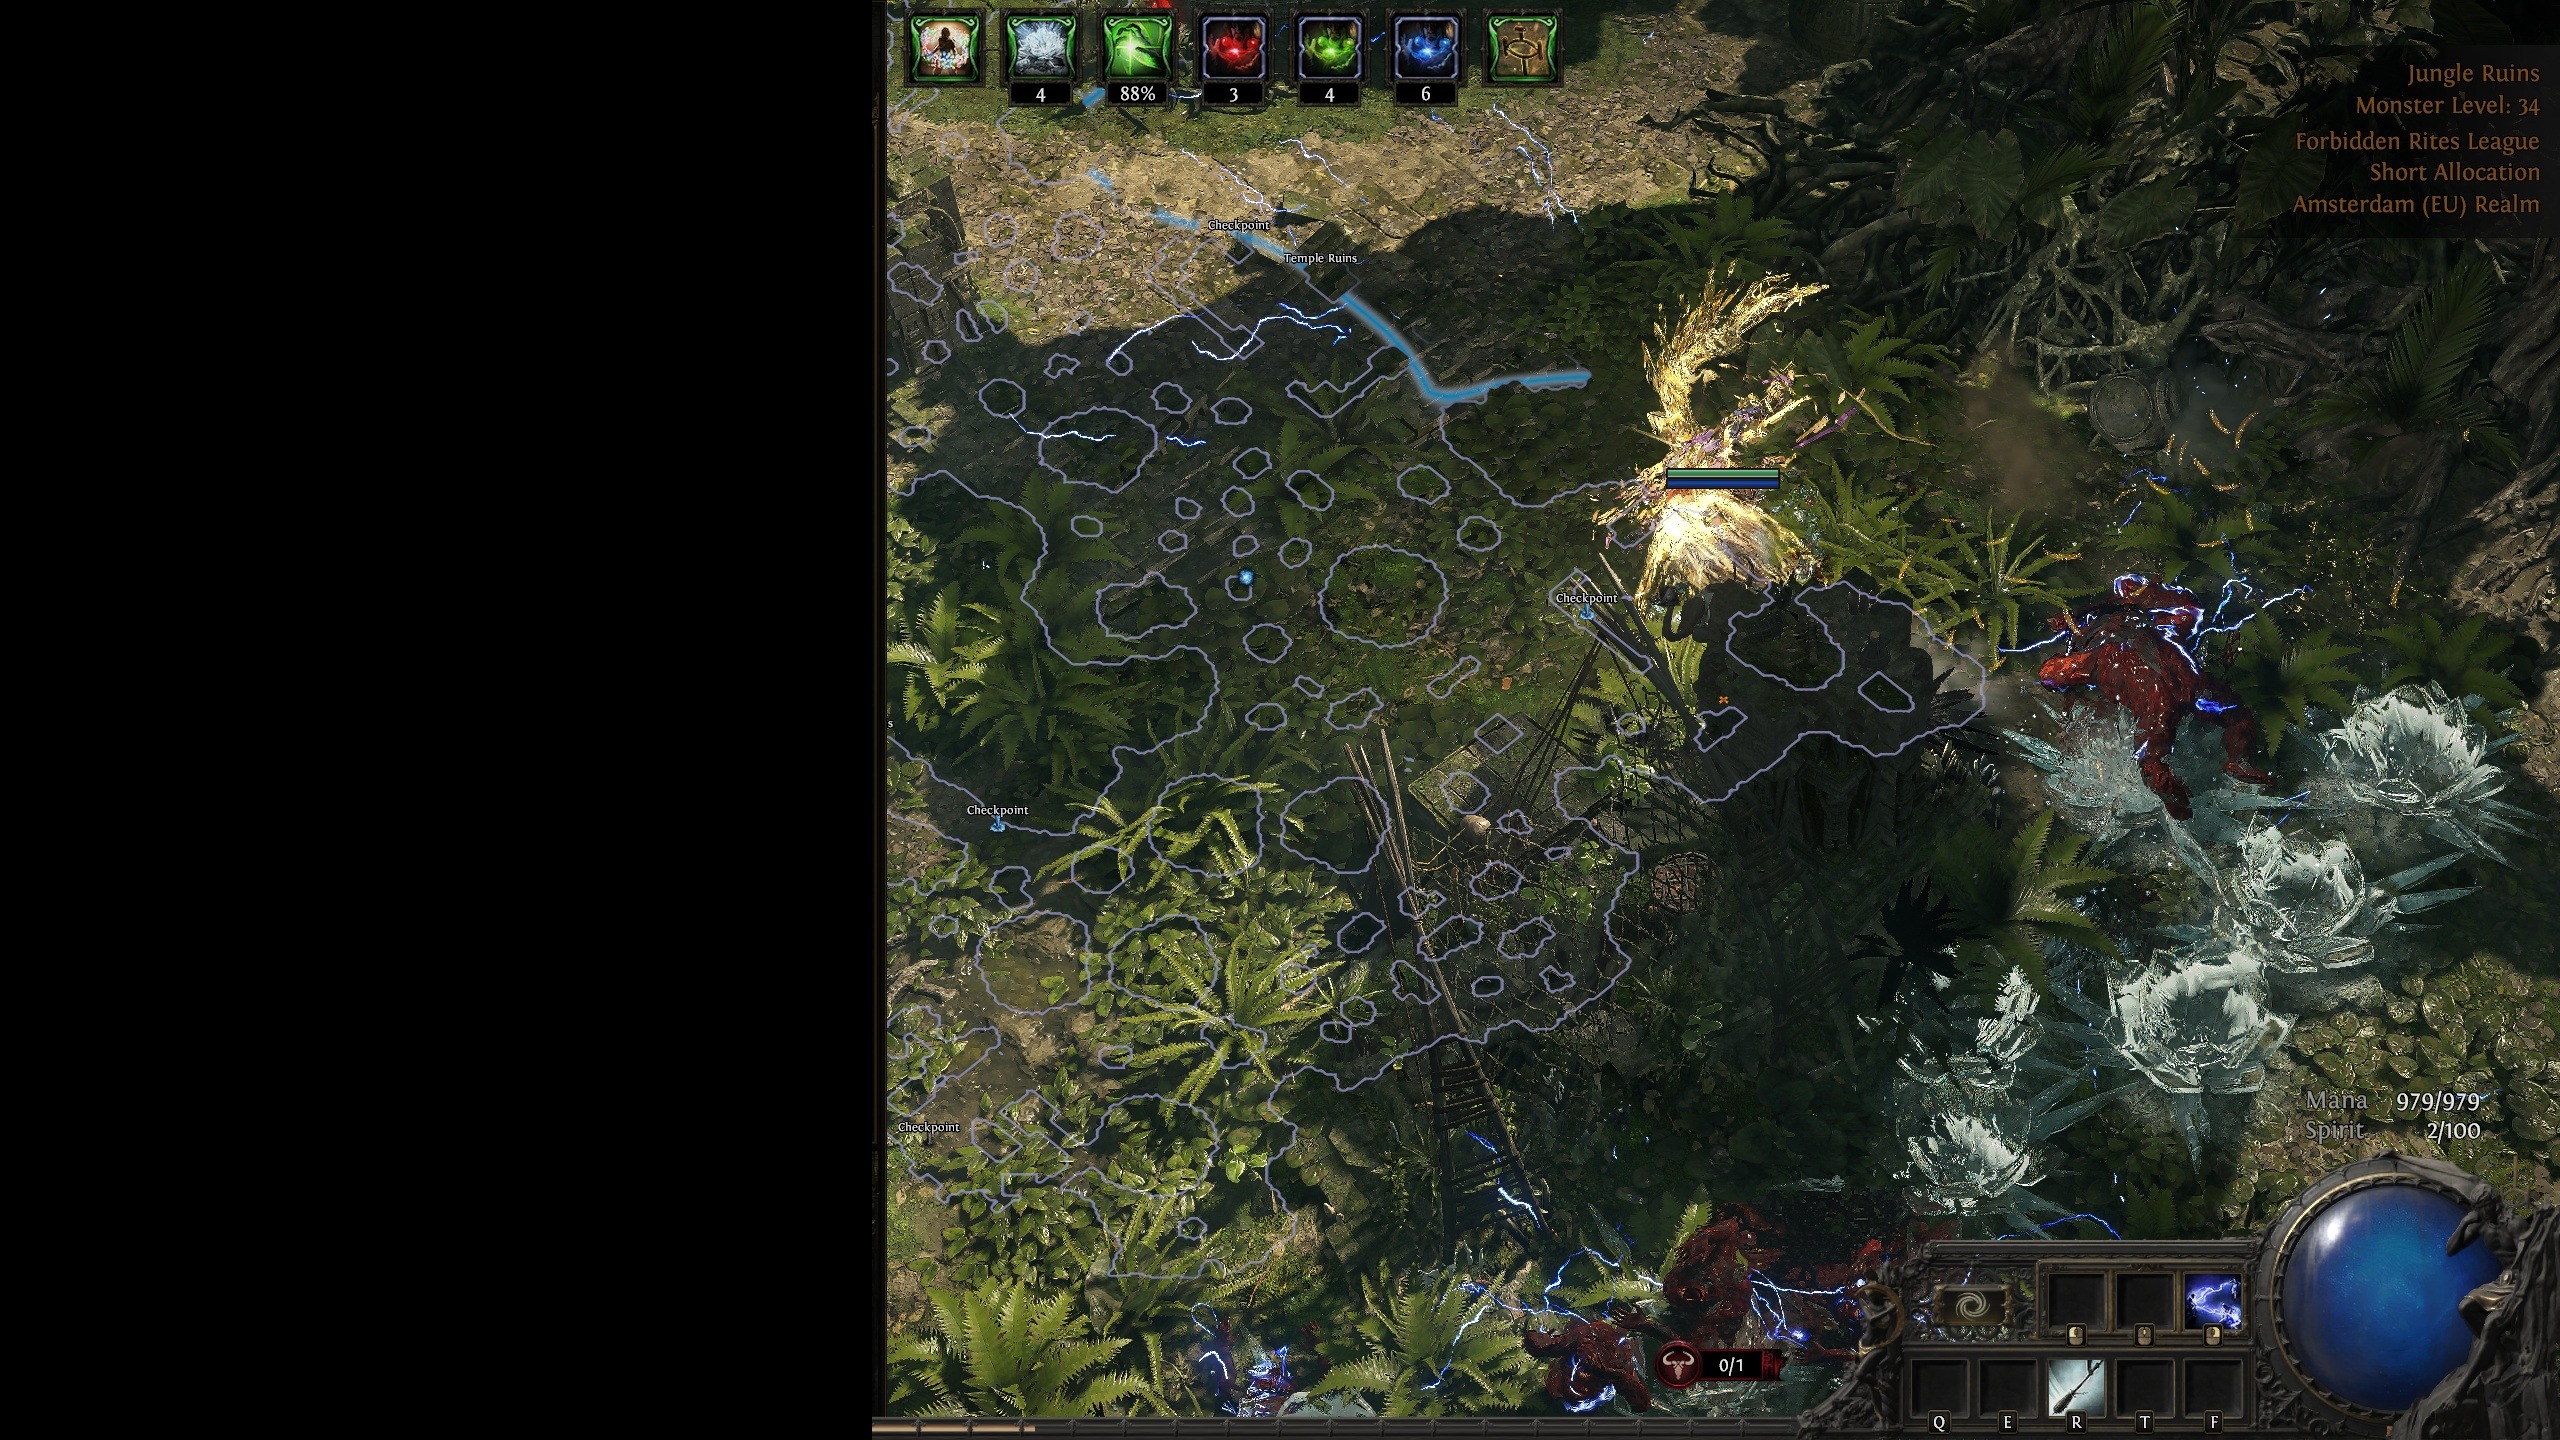 4
88%
3
4
6
Jungle Ruins
Monster Level: 34
Forbidden Rites League
Short Allocation
Amsterdam (EU) Realm
Checkpoint
Temple Ruins
Checkpoint
s
Checkpoint
Checkpoint
Mana 979/979
Spirit 2/100
0/1
Q E R T F